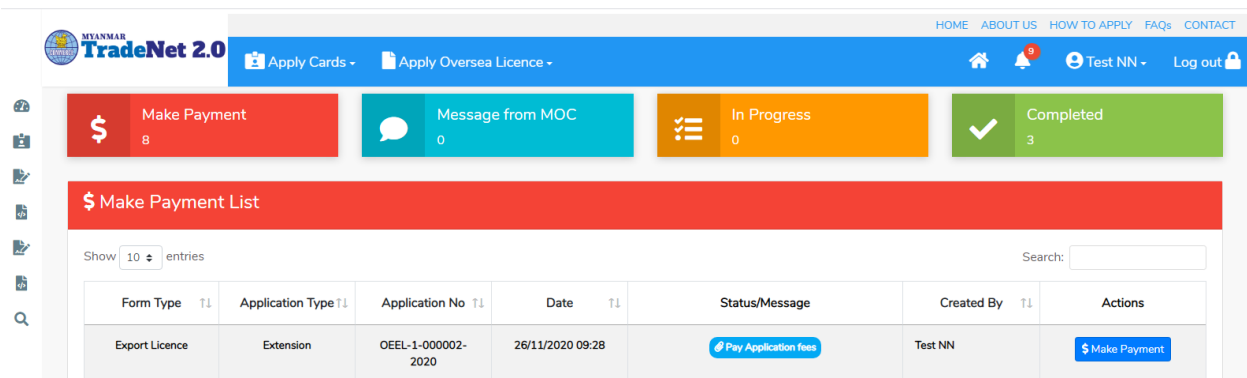 HOME ABOUT US HOW TO APPLY FAQs CONTACT
MYANMAR
TradeNet 2.0
Apply Cards
Apply Oversea Licence
9
Test NN
Log out
Make Payment
8
Message from MOC
0
In Progress
0
Completed
3
$ Make Payment List
Show 10 entries
Search:
Form Type Application Type Application No Date Status/Message Created By Actions
Export Licence Extension OEEL-1-000002- 26/11/2020 09:28 Pay Application fees Test NN $ Make Payment
2020